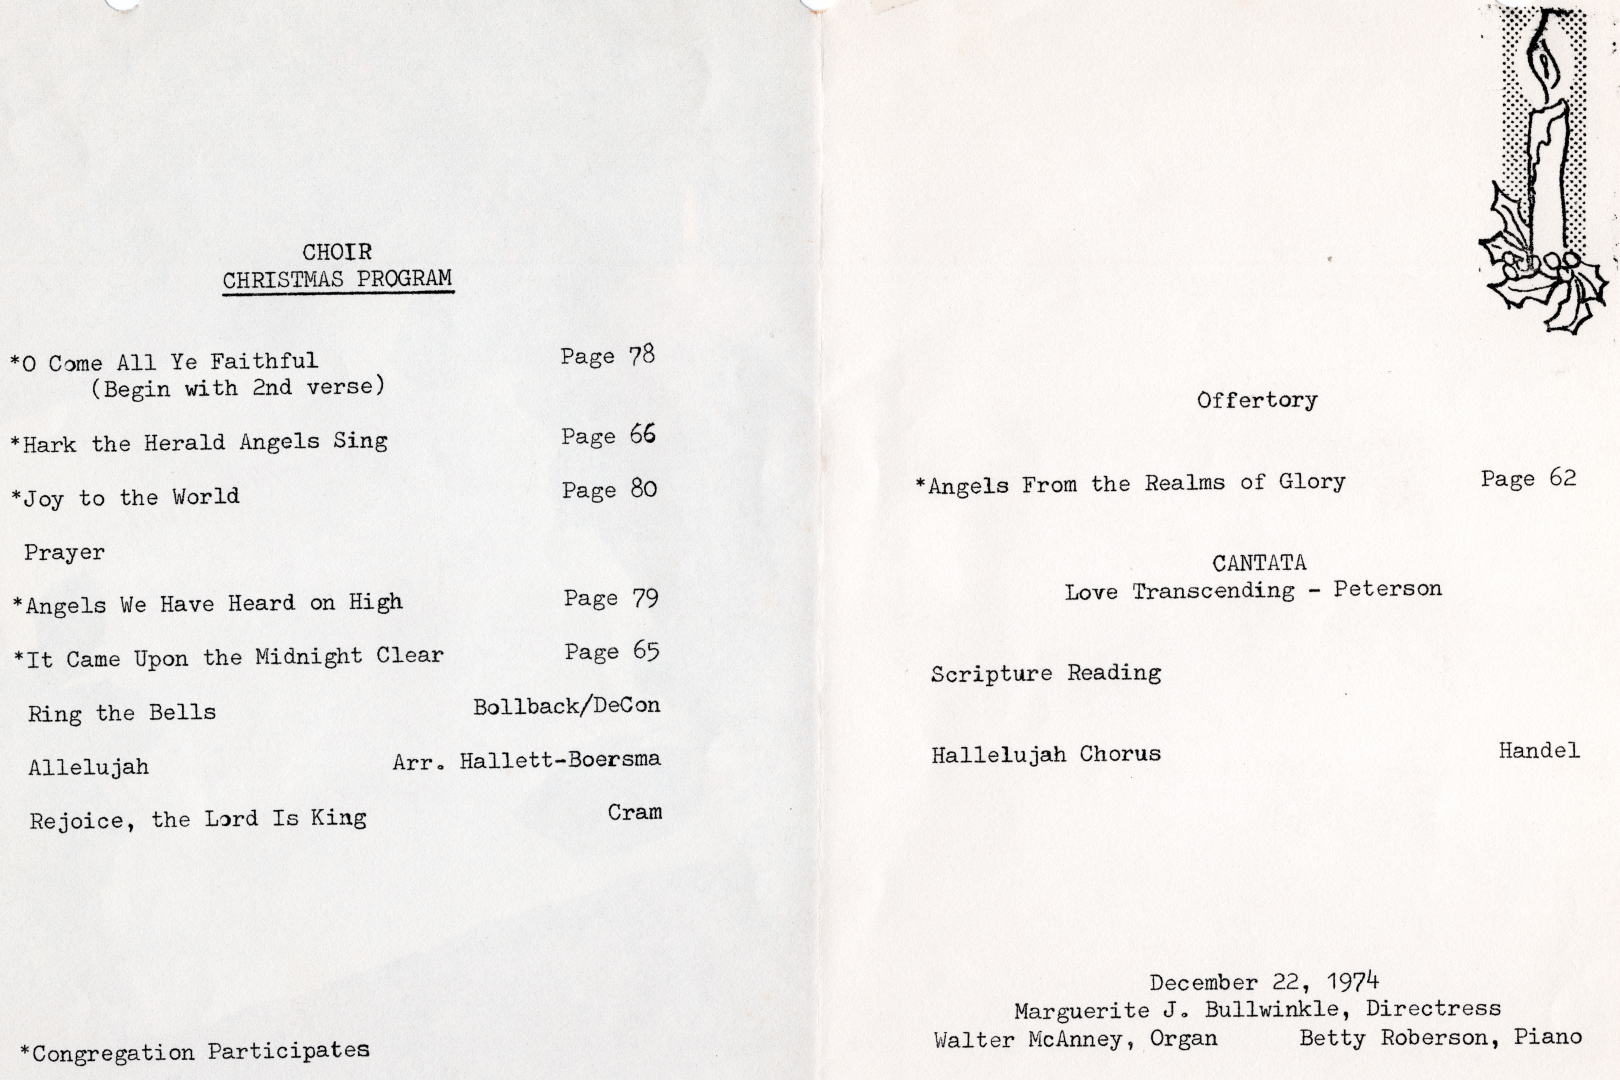 CHOIR
CHRISTMAS PROGRAM
*O Come All Ye Faithful Page 78
(Begin with 2nd verse)
*Hark the Herald Angels Sing Page 66
*Joy to the World Page 80
Prayer
*Angels We Have Heard on High Page 79
*It Came Upon the Midnight Clear Page 65
Ring the Bells Bollback/DeCon
Allelujah Arr. Hallett-Boersma
Rejoice, the Lord Is King Cram
*Congregation Participates
Offertory
*Angels From the Realms of Glory Page 62
CANTATA
Love Transcending - Peterson
Scripture Reading
Hallelujah Chorus Handel
December 22, 1974
Marguerite J. Bullwinkle, Directress
Walter McAnney, Organ Betty Roberson, Piano